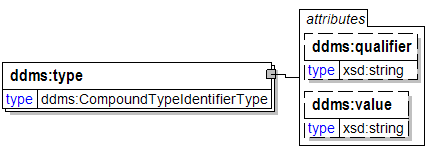 attributes
ddms:qualifier
type xsd:string
ddms:type
type ddms:CompoundTypeIdentifierType
ddms:value
type xsd:string